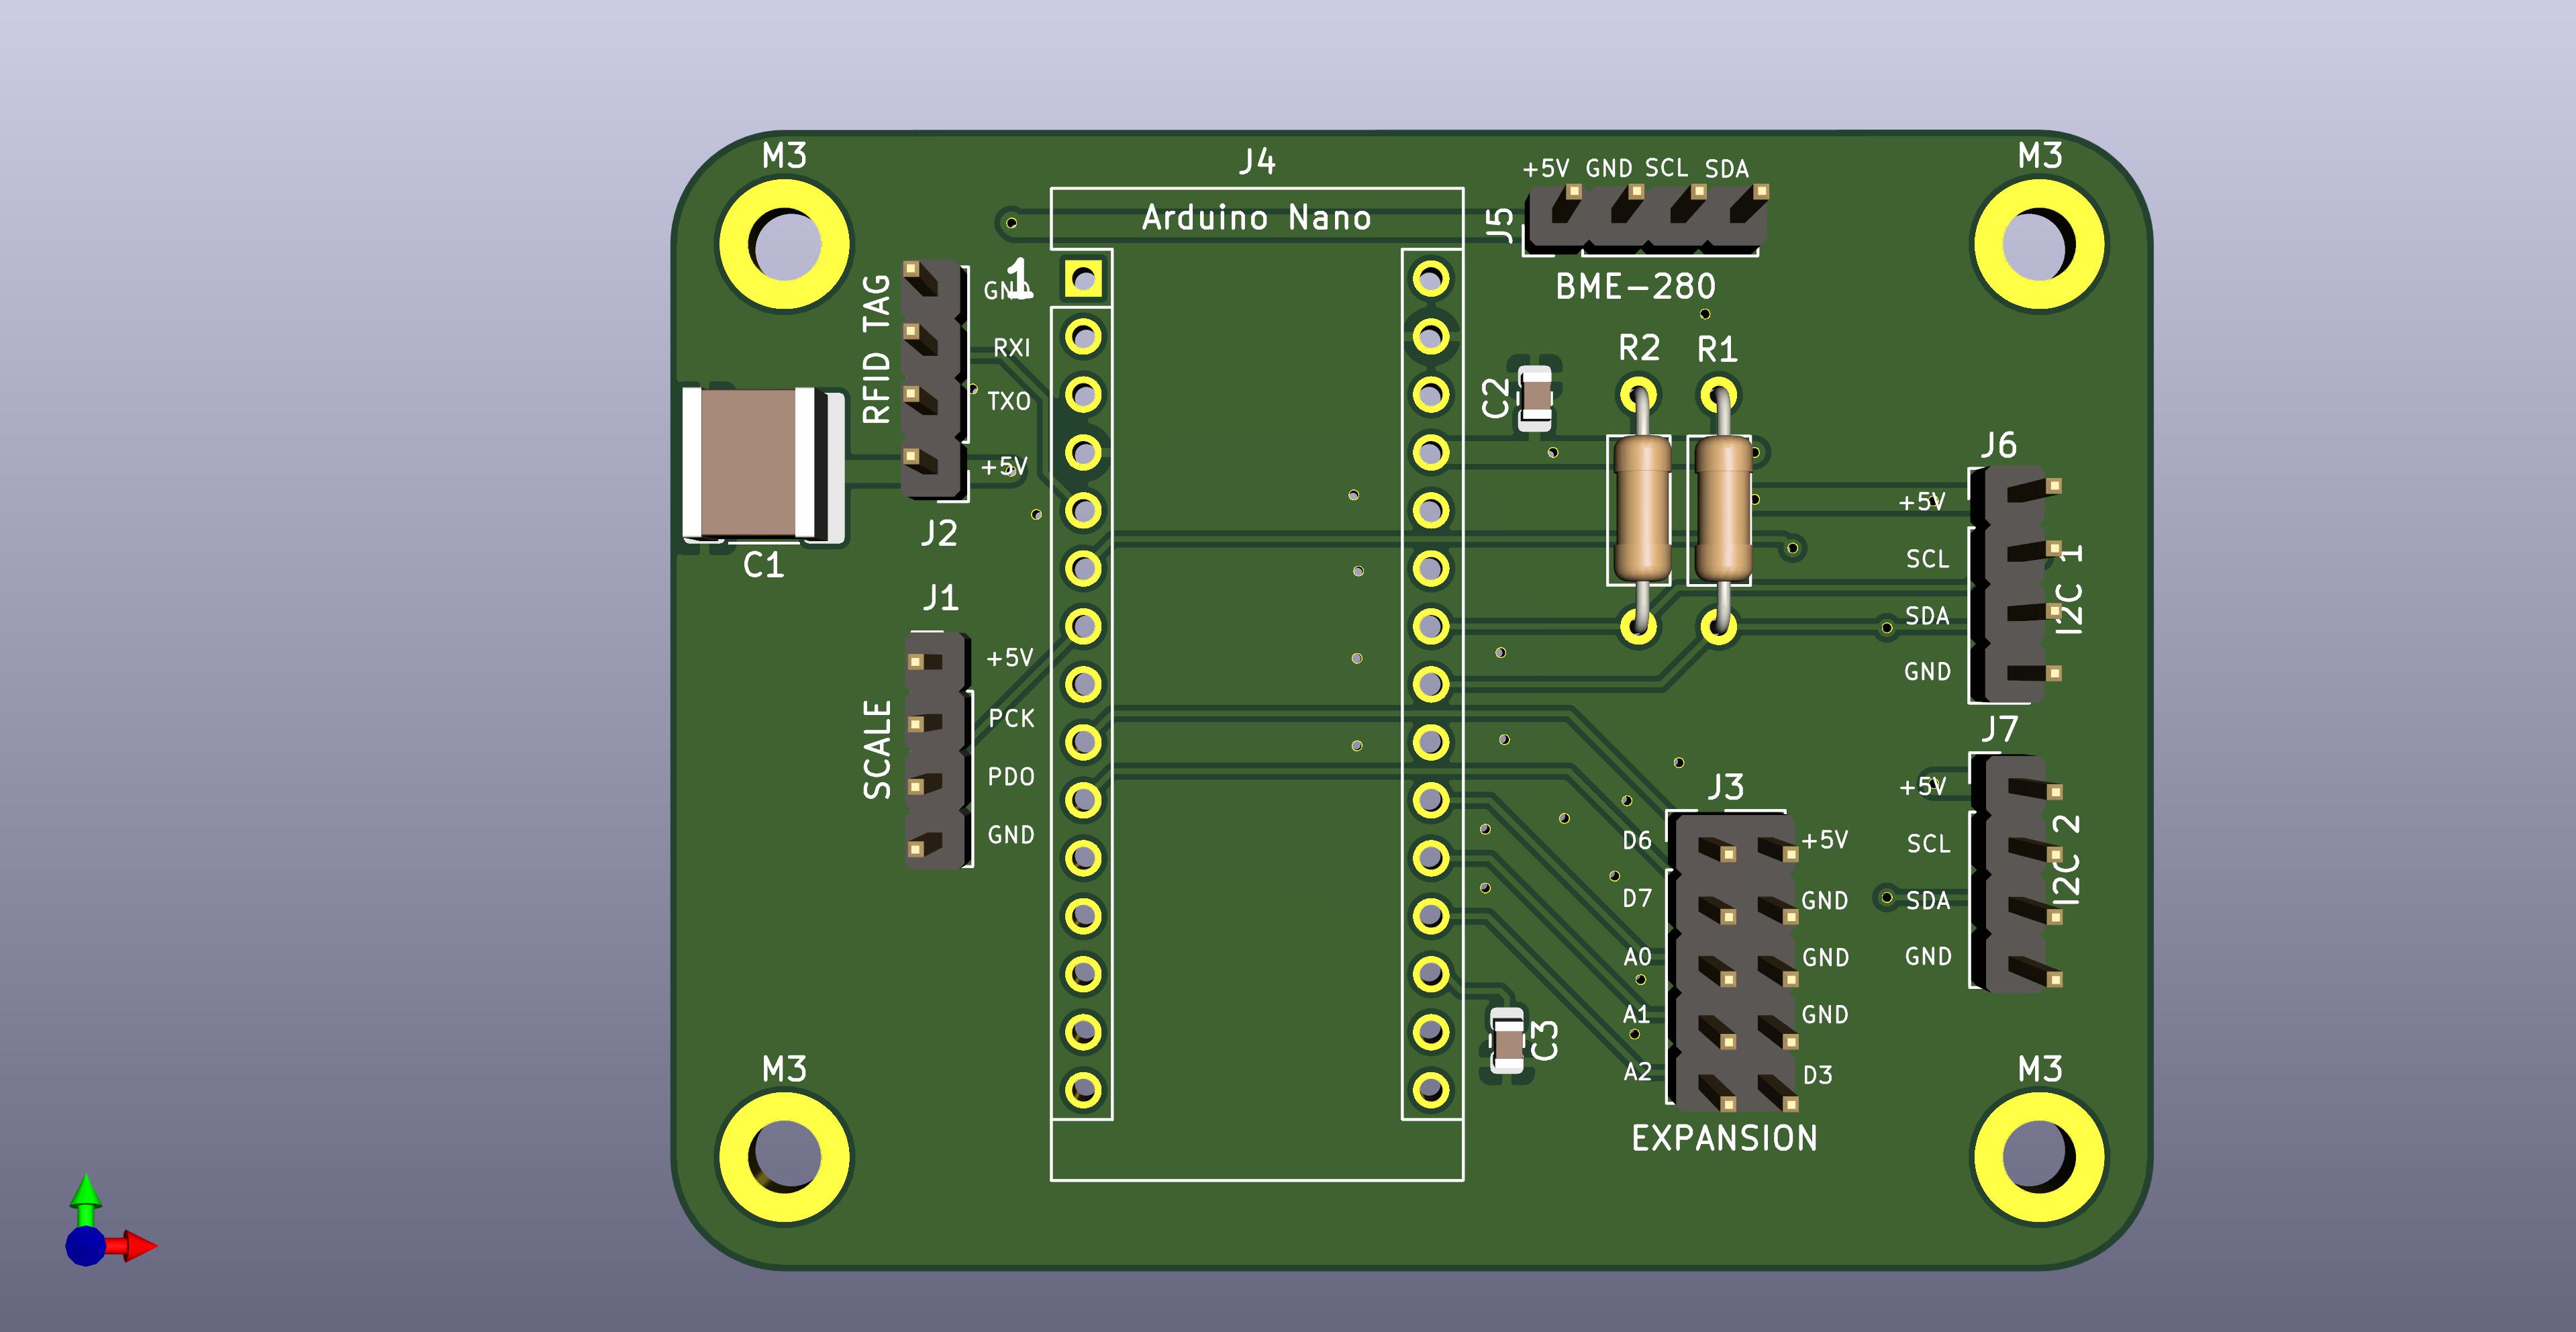 M3
J4
M3
+5V GND SCL SDA
Arduino Nano
J5
BME-280
1
GND
RXI
TXO
+5V
RFID TAG
J2
C1
R2
R1
C2
J6
+5V
SCL
SDA
GND
I2C 1
J1
+5V
PCK
PDO
GND
SCALE
J7
+5V
SCL
SDA
GND
I2C 2
J3
D6
+5V
D7
GND
A0
GND
A1
GND
A2
D3
EXPANSION
C3
M3
M3